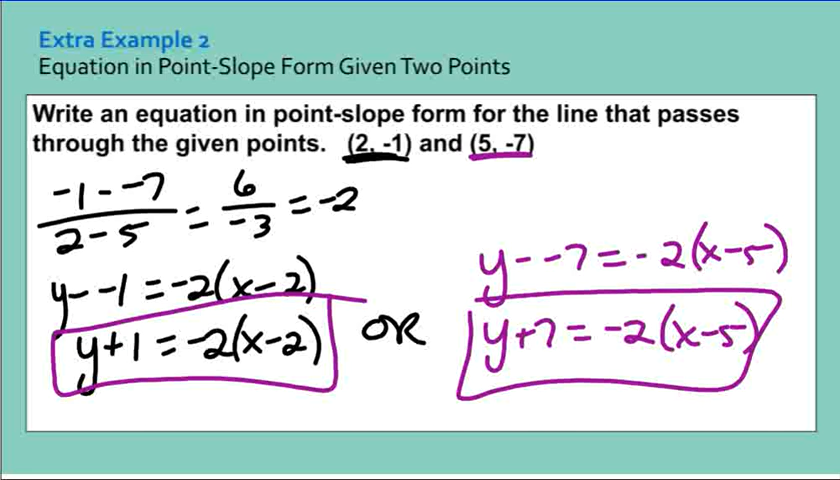 Extra Example 2
Equation in Point-Slope Form Given Two Points
Write an equation in point-slope form for the line that passes
through the given points. (2, -1) and (5, -7)
-1 - -7
2 - 5
= 6
-3
= -2
y - -1 = -2(x - 2)
y + 1 = -2(x - 2)
OR
y - -7 = -2(x - 5)
y + 7 = -2(x - 5)